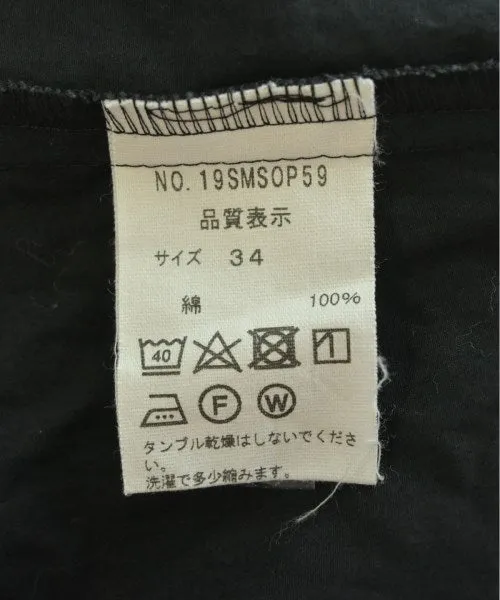 NO.19SMSOP59
品質表示
サイズ 34
綿 100%
40
F W
タンブル乾燥はしないでくださ
い。
洗濯で多少縮みます。